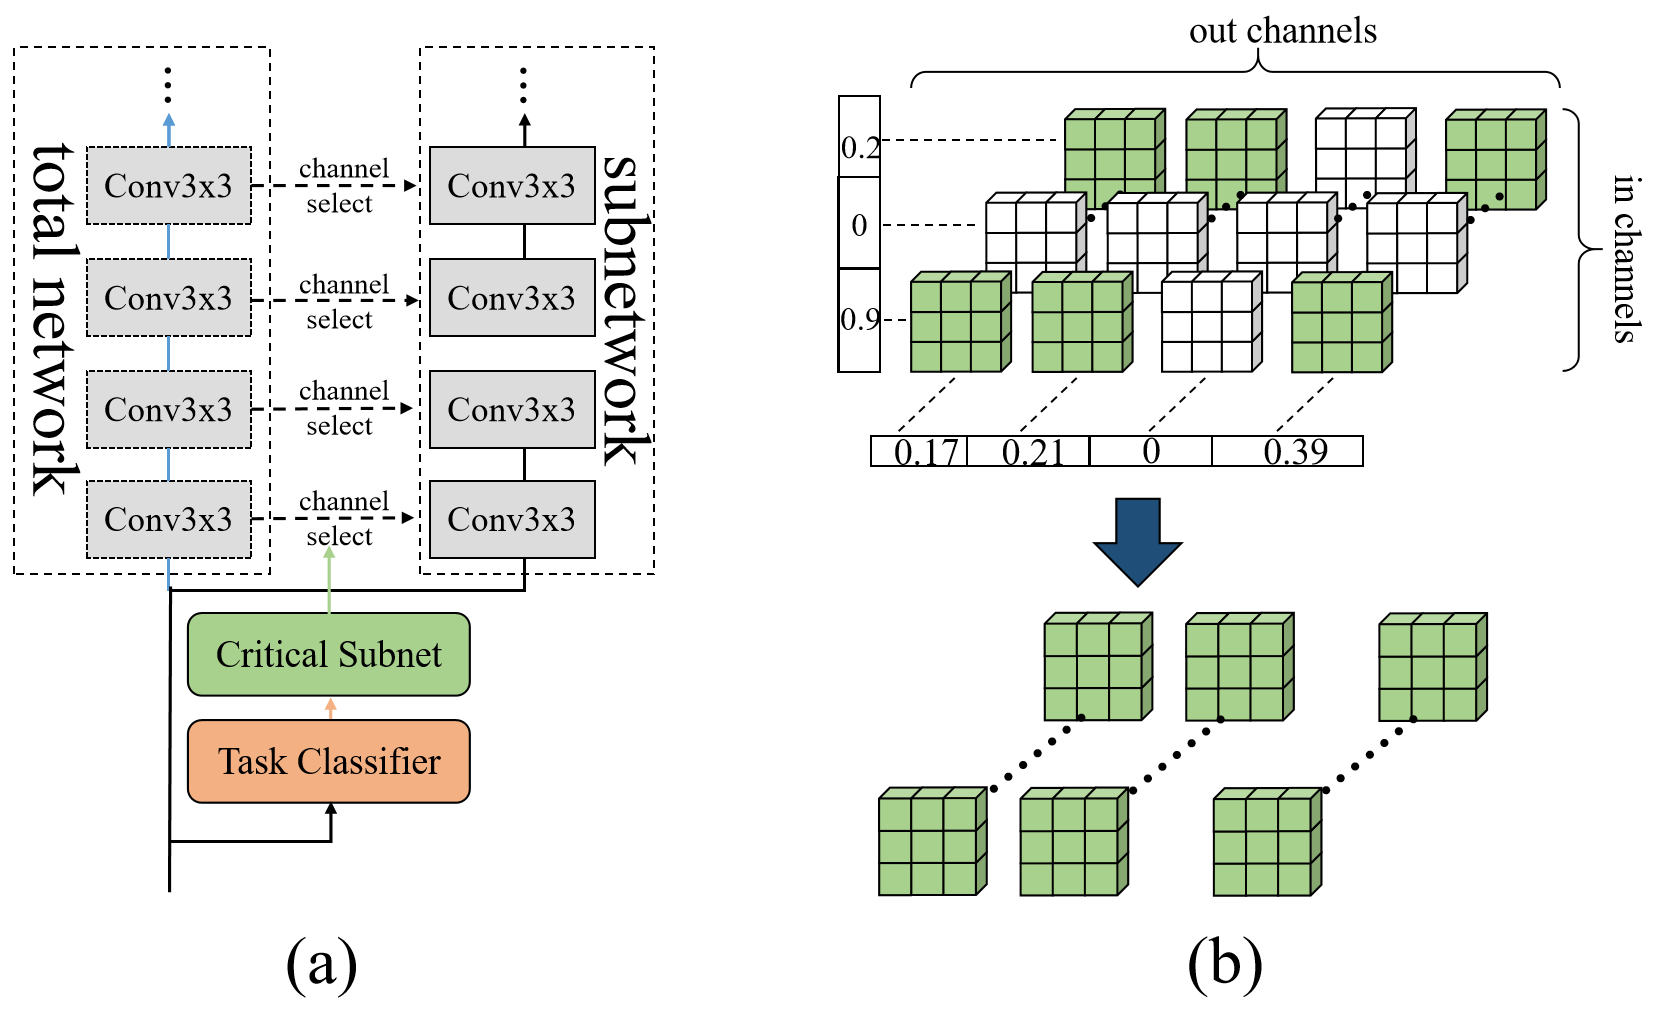 total network
Conv3x3
channel
select
Conv3x3
Conv3x3
channel
select
Conv3x3
Conv3x3
channel
select
Conv3x3
Conv3x3
channel
select
Conv3x3
subnetwork
Critical Subnet
Task Classifier
(a)
out channels
in channels
0.2
0
0.9
0.17
0.21
0
0.39
(b)